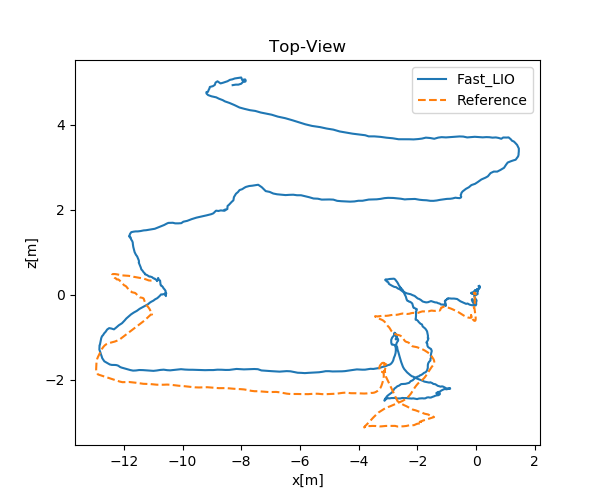 Top-View
Fast_LIO
Reference
z[m]
4
2
0
−2
−12
−10
−8
−6
−4
−2
0
2
x[m]